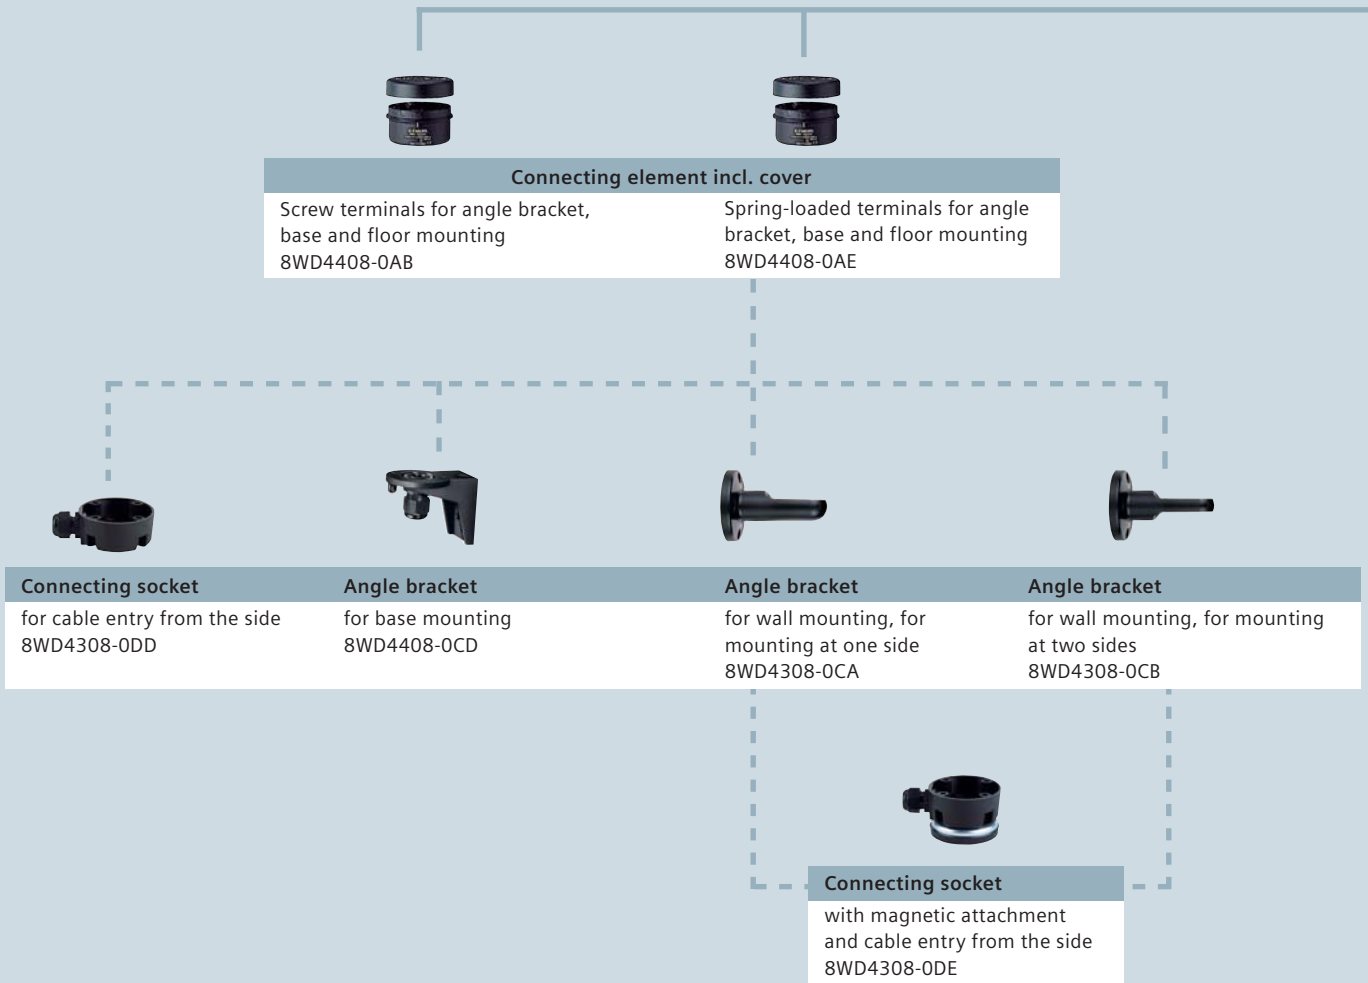 Connecting element incl. cover
Screw terminals for angle bracket,
base and floor mounting
8WD4408-0AB
Spring-loaded terminals for angle
bracket, base and floor mounting
8WD4408-0AE
Connecting socket
for cable entry from the side
8WD4308-0DD
Angle bracket
for base mounting
8WD4408-0CD
Angle bracket
for wall mounting, for
mounting at one side
8WD4308-0CA
Angle bracket
for wall mounting, for mounting
at two sides
8WD4308-0CB
Connecting socket
with magnetic attachment
and cable entry from the side
8WD4308-0DE